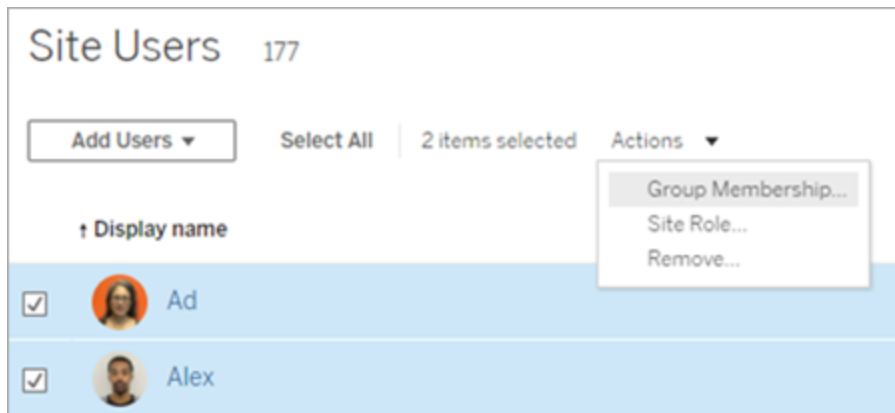 Site Users 177
Add Users ▾ Select All 2 items selected Actions ▾
Group Membership...
Site Role...
Remove...
↑ Display name
Ad
Alex